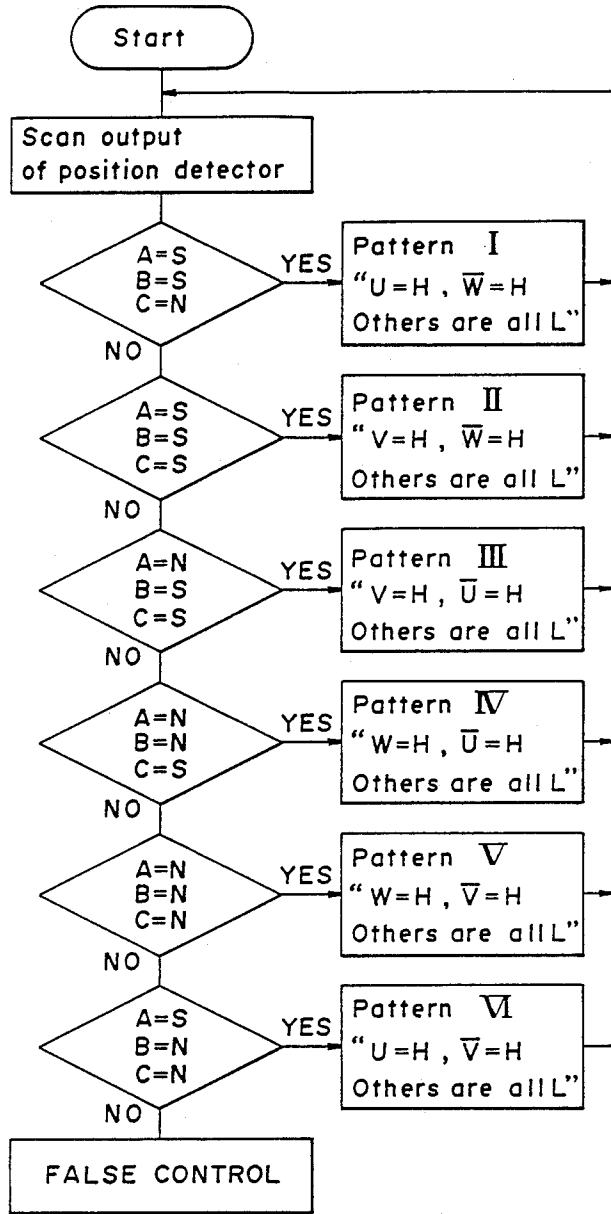 Start
Scan output
of position detector
A=S
B=S
C=N
YES
NO
Pattern I
“U=H , W̅=H
Others are all L”
A=S
B=S
C=S
YES
NO
Pattern II
“V=H , W̅=H
Others are all L”
A=N
B=S
C=S
YES
NO
Pattern III
“V=H , U̅=H
Others are all L”
A=N
B=N
C=S
YES
NO
Pattern IV
“W=H , U̅=H
Others are all L”
A=N
B=N
C=N
YES
NO
Pattern V
“W=H , V̅=H
Others are all L”
A=S
B=N
C=N
YES
NO
Pattern VI
“U=H , V̅=H
Others are all L”
FALSE CONTROL